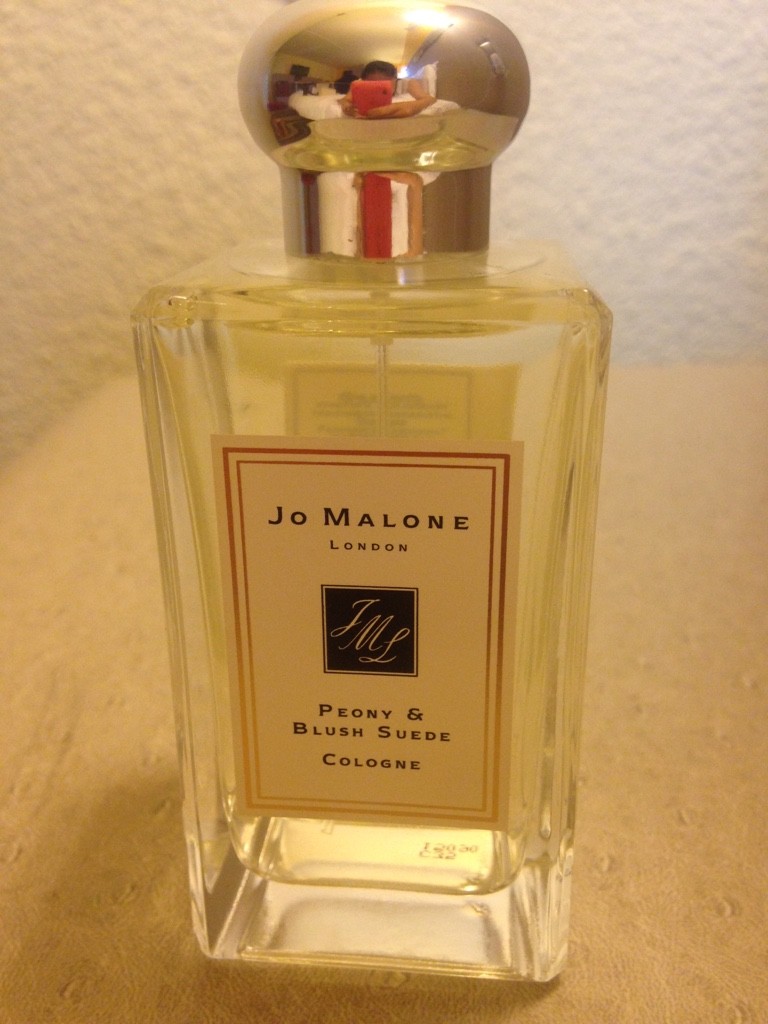 Jo Malone
London
JML
Peony &
Blush Suede
Cologne